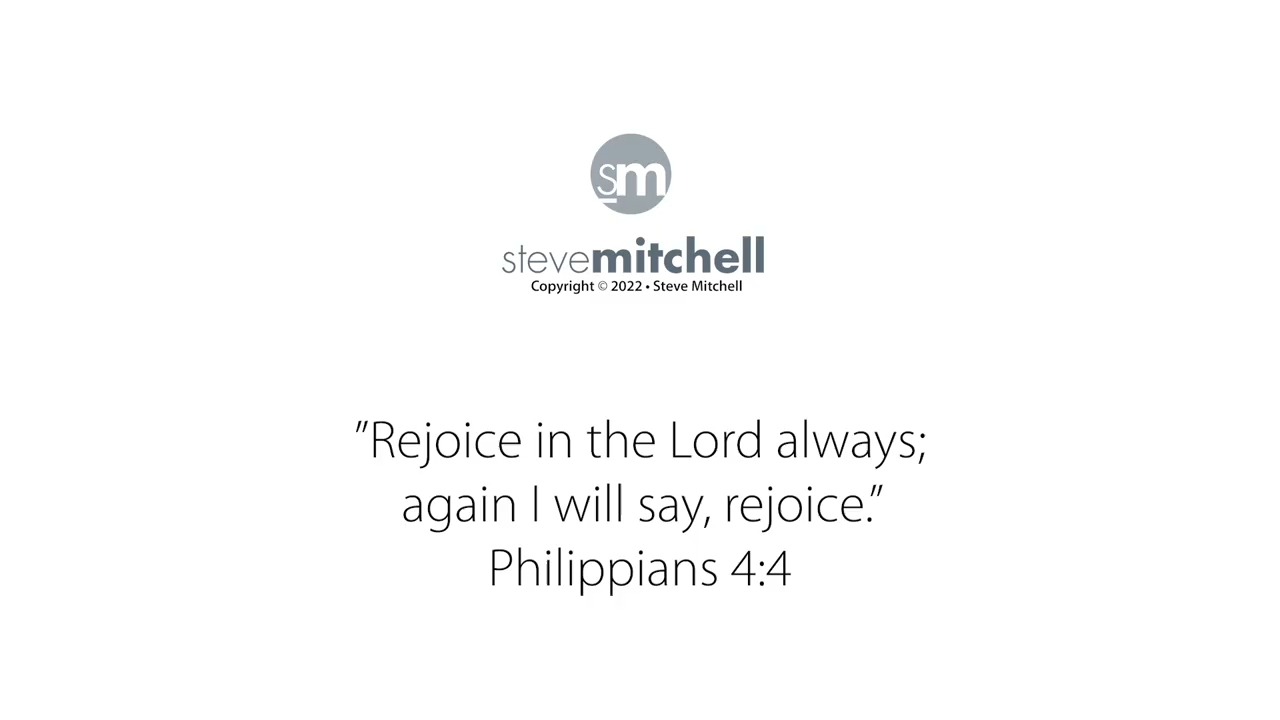 sm
stevemitchell
Copyright © 2022 • Steve Mitchell
"Rejoice in the Lord always;
again I will say, rejoice."
Philippians 4:4